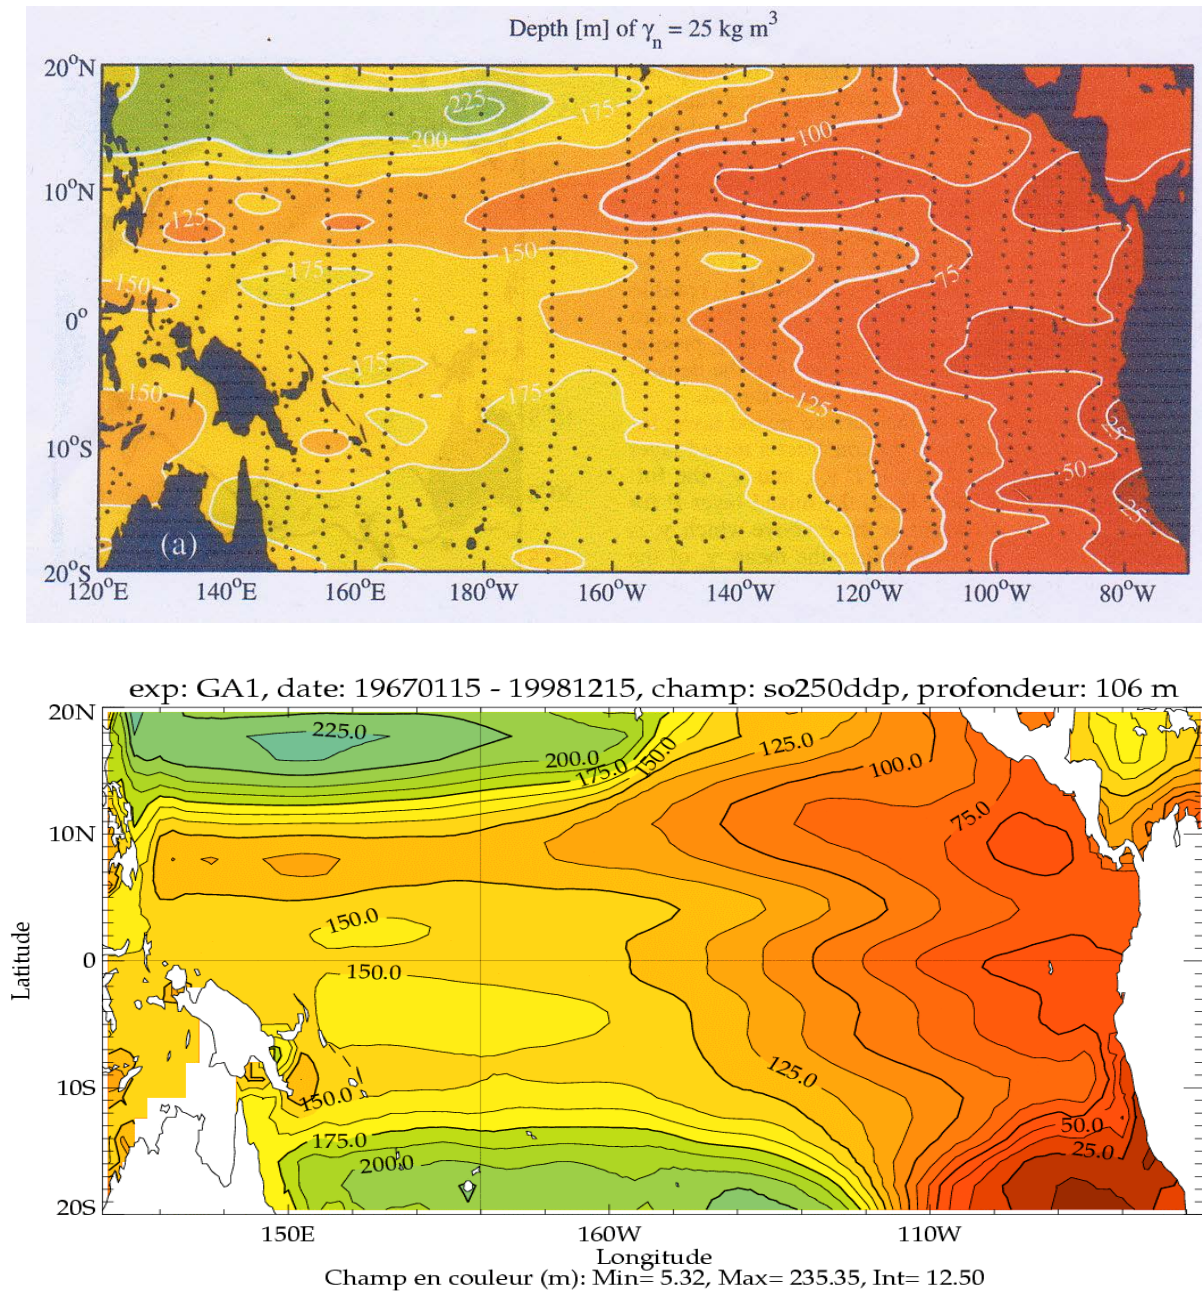 Depth [m] of γn = 25 kg m³
20°N
10°N
0°
10°S
20°S
225
200
175
100
125
150
175
150
75
150
175
175
150
125
25
50
25
(a)
120°E 140°E 160°E 180°W 160°W 140°W 120°W 100°W 80°W
exp: GA1, date: 19670115 - 19981215, champ: so250ddp, profondeur: 106 m
20N
10N
0
10S
20S
Latitude
225.0
200.0
175.0
150.0
125.0
100.0
75.0
150.0
150.0
150.0
125.0
175.0
200.0
50.0
25.0
150E 160W 110W
Longitude
Champ en couleur (m): Min= 5.32, Max= 235.35, Int= 12.50